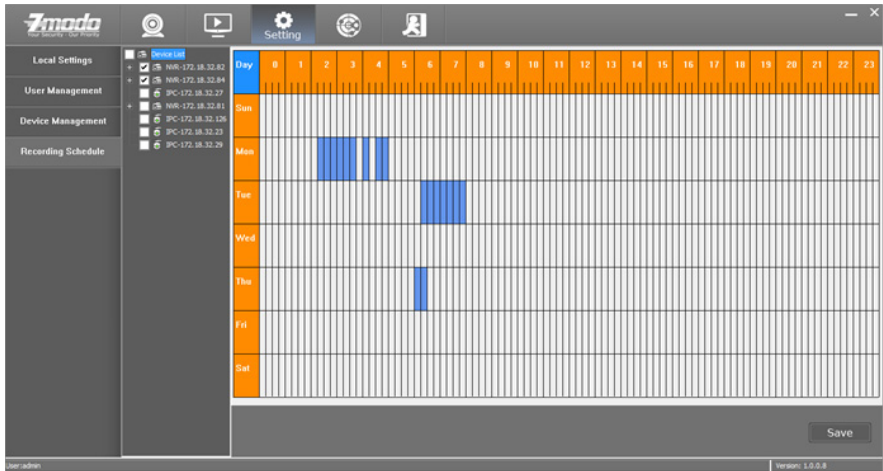 Zmodo
Your Security - Our Priority
Setting
Local Settings
User Management
Device Management
Recording Schedule
Device List
NVR-172.18.32.82
NVR-172.18.32.84
IPC-172.18.32.27
NVR-172.18.32.81
IPC-172.18.32.126
IPC-172.18.32.23
IPC-172.18.32.29
Day 0 1 2 3 4 5 6 7 8 9 10 11 12 13 14 15 16 17 18 19 20 21 22 23
Sun
Mon
Tue
Wed
Thu
Fri
Sat
Save
User:admin
Version: 1.0.0.8